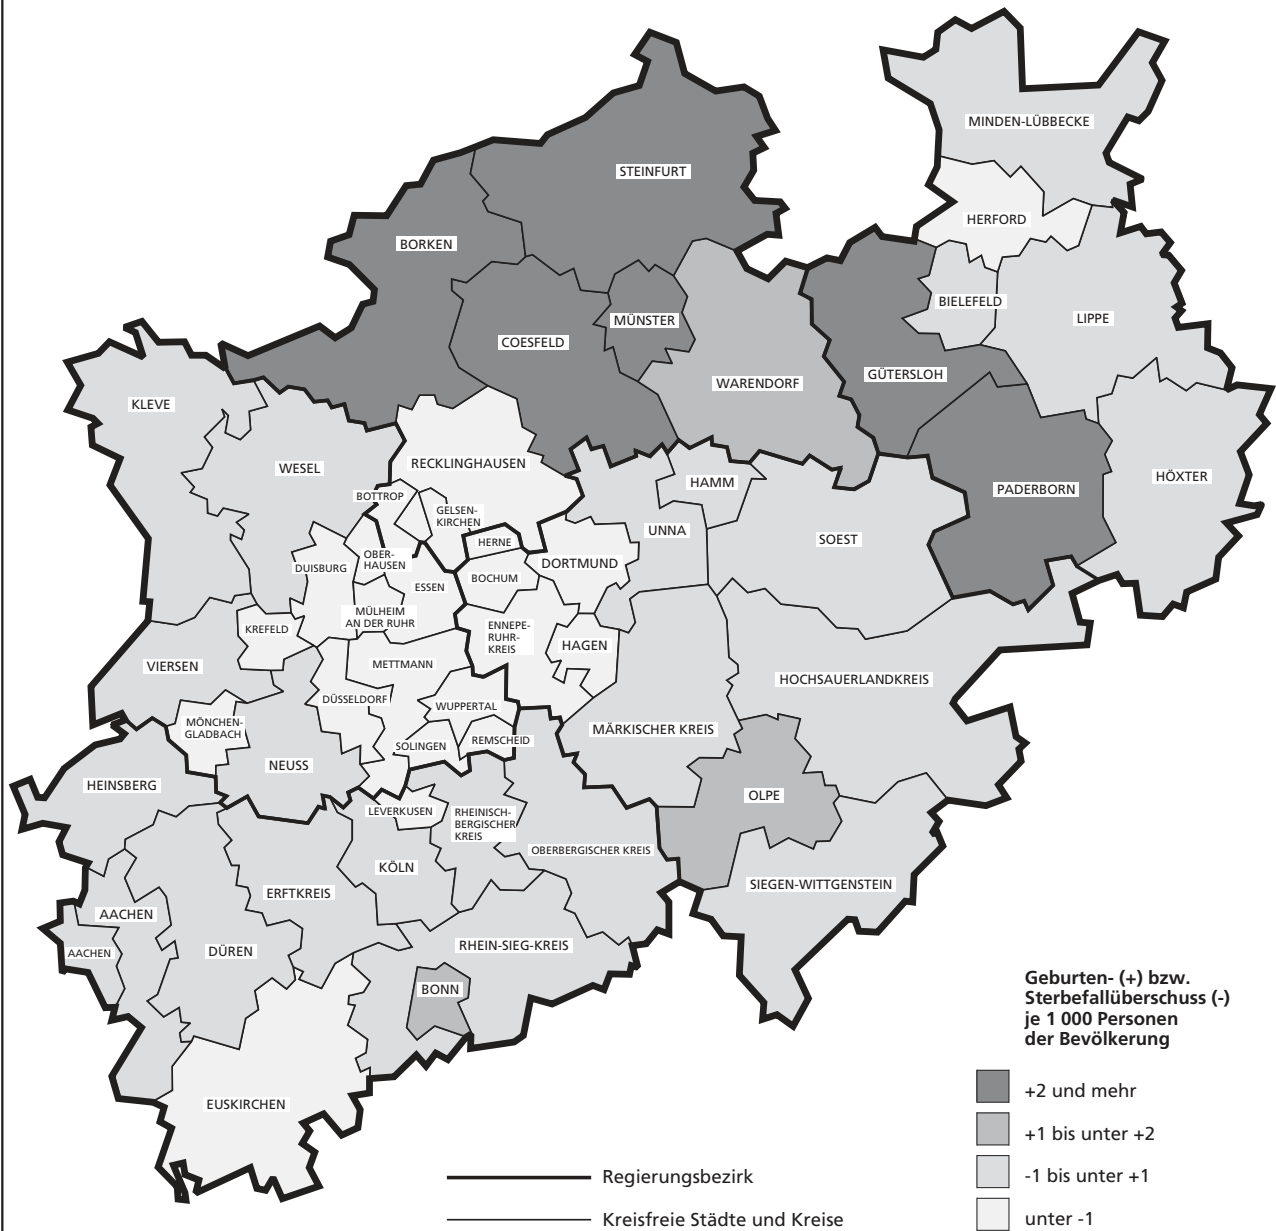 MINDEN-LÜBBECKE
STEINFURT
HERFORD
BORKEN
BIELEFELD
LIPPE
MÜNSTER
COESFELD
GÜTERSLOH
WARENDORF
KLEVE
RECKLINGHAUSEN
WESEL
HÖXTER
HAMM
PADERBORN
BOTTROP
GELSEN-
KIRCHEN
UNNA
SOEST
HERNE
OBER-
HAUSEN
DORTMUND
DUISBURG
BOCHUM
ESSEN
MÜLHEIM
AN DER RUHR
KREFELD
ENNEPE-
RUHR-
KREIS
HAGEN
VIERSEN
METTMANN
HOCHSAUERLANDKREIS
DÜSSELDORF
WUPPERTAL
MÖNCHEN-
GLADBACH
MÄRKISCHER KREIS
REMSCHEID
SOLINGEN
NEUSS
HEINSBERG
OLPE
LEVERKUSEN
RHEINISCH-
BERGISCHER
KREIS
OBERBERGISCHER KREIS
KÖLN
SIEGEN-WITTGENSTEIN
ERFTKREIS
AACHEN
RHEIN-SIEG-KREIS
DÜREN
AACHEN
BONN
EUSKIRCHEN
Geburten- (+) bzw.
Sterbefallüberschuss (-)
je 1 000 Personen
der Bevölkerung
+2 und mehr
+1 bis unter +2
-1 bis unter +1
unter -1
Regierungsbezirk
Kreisfreie Städte und Kreise